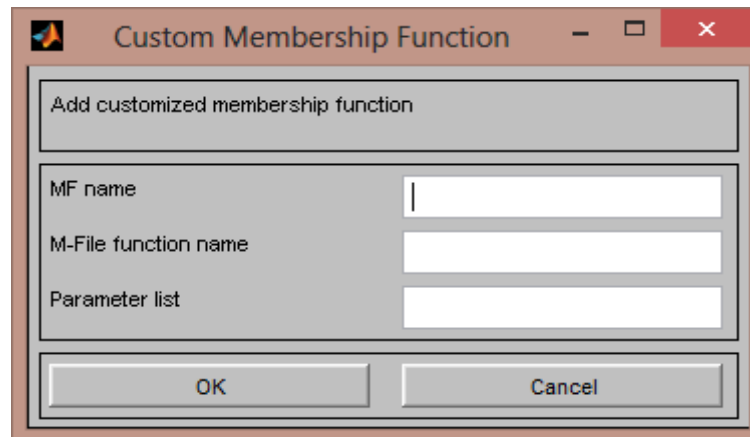 Custom Membership Function
Add customized membership function
MF name
M-File function name
Parameter list
OK Cancel